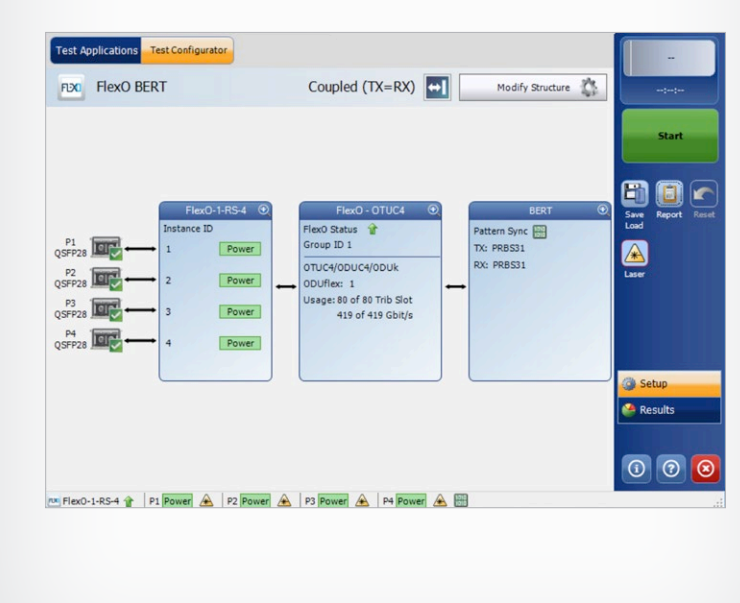 Test Applications
Test Configurator
FlexO BERT
Coupled (TX=RX)
Modify Structure
--
--:--:--
Start
Save
Load
Report
Reset
Laser
Setup
Results
P1
QSFP28
P2
QSFP28
P3
QSFP28
P4
QSFP28
FlexO-1-RS-4
Instance ID
1 Power
2 Power
3 Power
4 Power
FlexO - OTUC4
FlexO Status
Group ID 1
OTUC4/ODUC4/ODUk
ODUflex: 1
Usage: 80 of 80 Trib Slot
419 of 419 Gbit/s
BERT
Pattern Sync
TX: PRBS31
RX: PRBS31
FlexO-1-RS-4 P1 Power P2 Power P3 Power P4 Power